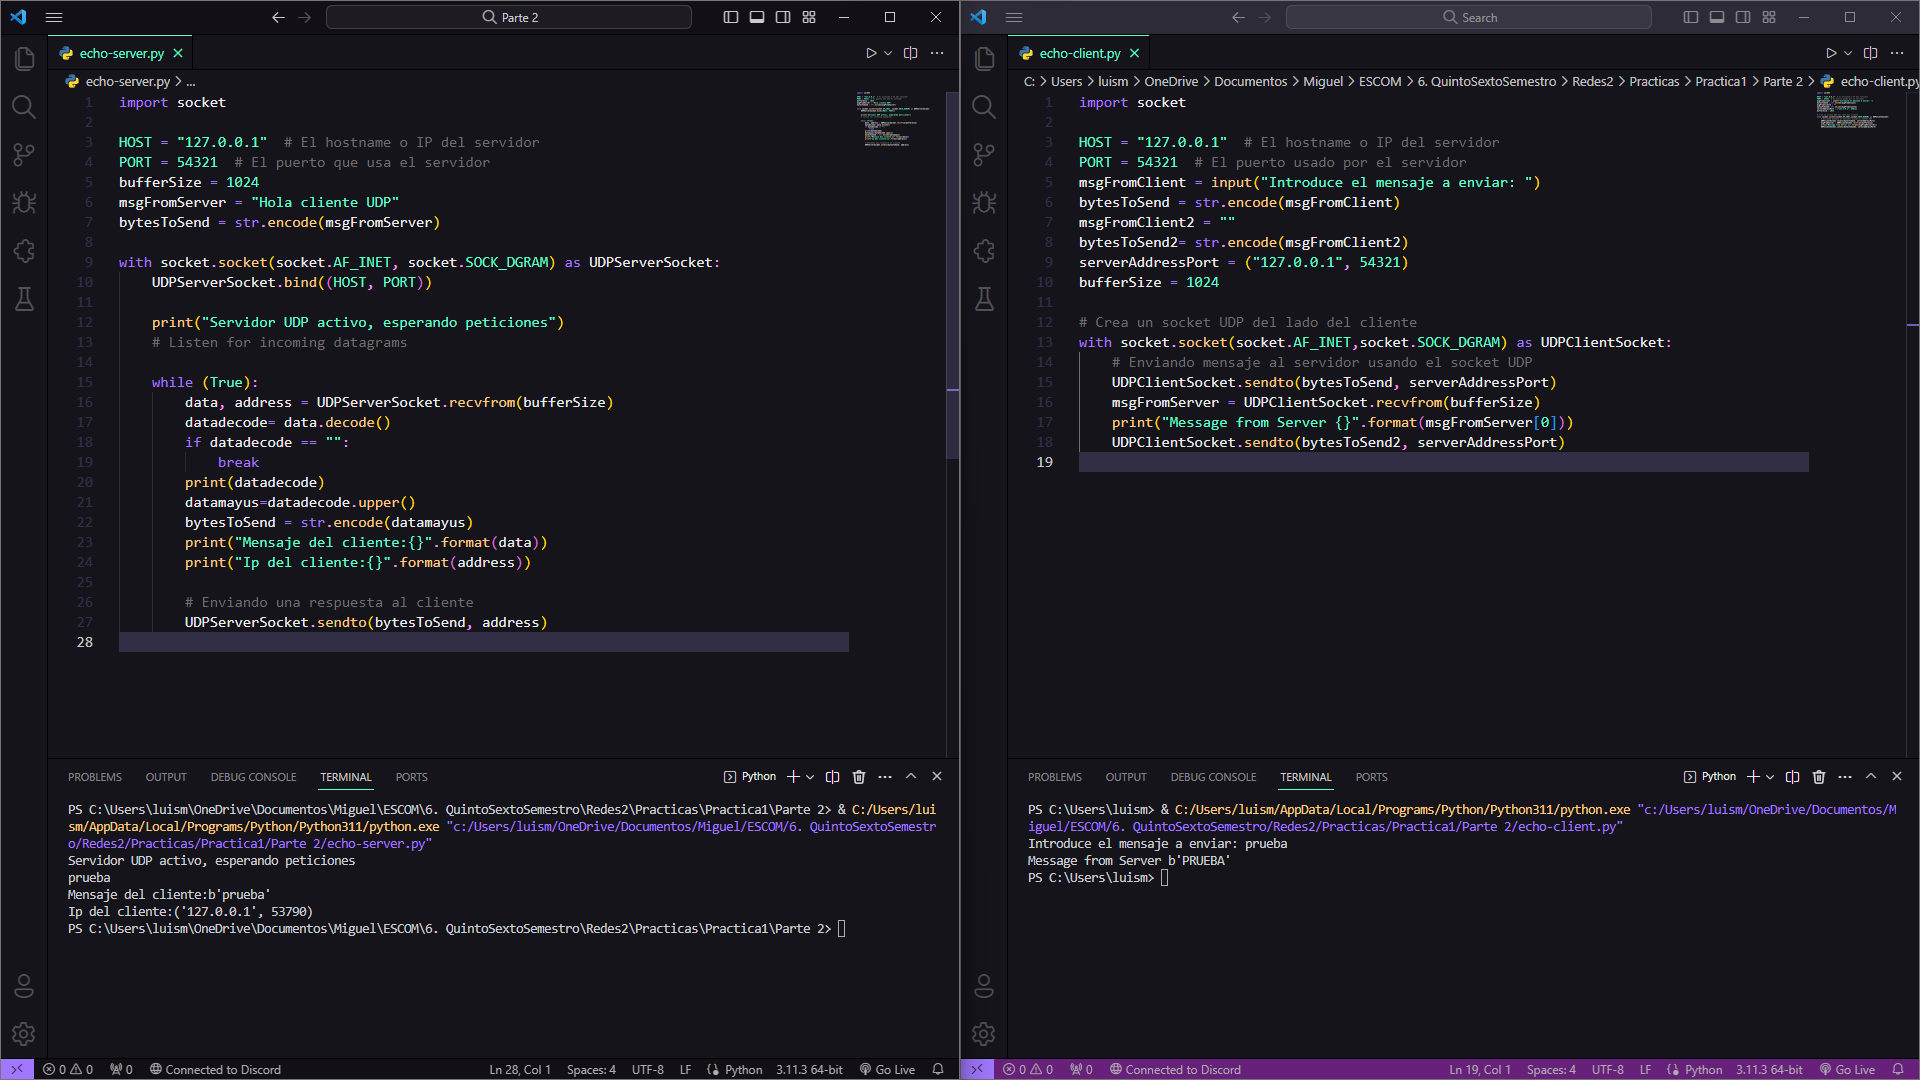 Parte 2
echo-server.py
echo-server.py > ...
1 import socket
2
3 HOST = "127.0.0.1"  # El hostname o IP del servidor
4 PORT = 54321  # El puerto que usa el servidor
5 bufferSize = 1024
6 msgFromServer = "Hola cliente UDP"
7 bytesToSend = str.encode(msgFromServer)
8
9 with socket.socket(socket.AF_INET, socket.SOCK_DGRAM) as UDPServerSocket:
10     UDPServerSocket.bind((HOST, PORT))
11
12     print("Servidor UDP activo, esperando peticiones")
13     # Listen for incoming datagrams
14
15     while (True):
16         data, address = UDPServerSocket.recvfrom(bufferSize)
17         datadecode= data.decode()
18         if datadecode == "":
19             break
20         print(datadecode)
21         datamayus=datadecode.upper()
22         bytesToSend = str.encode(datamayus)
23         print("Mensaje del cliente:{}".format(data))
24         print("Ip del cliente:{}".format(address))
25
26         # Enviando una respuesta al cliente
27         UDPServerSocket.sendto(bytesToSend, address)
28
PROBLEMS OUTPUT DEBUG CONSOLE TERMINAL PORTS Python
PS C:\Users\luism\OneDrive\Documentos\Miguel\ESCOM\6. QuintoSextoSemestro\Redes2\Practicas\Practica1\Parte 2> & C:/Users/lui
sm/AppData/Local/Programs/Python/Python311/python.exe "c:/Users/luism/OneDrive/Documentos/Miguel/ESCOM/6. QuintoSextoSemestr
o/Redes2/Practicas/Practica1/Parte 2/echo-server.py"
Servidor UDP activo, esperando peticiones
prueba
Mensaje del cliente:b'prueba'
Ip del cliente:('127.0.0.1', 53790)
PS C:\Users\luism\OneDrive\Documentos\Miguel\ESCOM\6. QuintoSextoSemestro\Redes2\Practicas\Practica1\Parte 2>
0 0 0 Connected to Discord Ln 28, Col 1 Spaces: 4 UTF-8 LF Python 3.11.3 64-bit Go Live
Search
echo-client.py
C: > Users > luism > OneDrive > Documentos > Miguel > ESCOM > 6. QuintoSextoSemestro > Redes2 > Practicas > Practica1 > Parte 2 > echo-client.py
1 import socket
2
3 HOST = "127.0.0.1"  # El hostname o IP del servidor
4 PORT = 54321  # El puerto usado por el servidor
5 msgFromClient = input("Introduce el mensaje a enviar: ")
6 bytesToSend = str.encode(msgFromClient)
7 msgFromClient2 = ""
8 bytesToSend2= str.encode(msgFromClient2)
9 serverAddressPort = ("127.0.0.1", 54321)
10 bufferSize = 1024
11
12 # Crea un socket UDP del lado del cliente
13 with socket.socket(socket.AF_INET,socket.SOCK_DGRAM) as UDPClientSocket:
14     # Enviando mensaje al servidor usando el socket UDP
15     UDPClientSocket.sendto(bytesToSend, serverAddressPort)
16     msgFromServer = UDPClientSocket.recvfrom(bufferSize)
17     print("Message from Server {}".format(msgFromServer[0]))
18     UDPClientSocket.sendto(bytesToSend2, serverAddressPort)
19
PROBLEMS OUTPUT DEBUG CONSOLE TERMINAL PORTS Python
PS C:\Users\luism> & C:/Users/luism/AppData/Local/Programs/Python/Python311/python.exe "c:/Users/luism/OneDrive/Documentos/M
iguel/ESCOM/6. QuintoSextoSemestro/Redes2/Practicas/Practica1/Parte 2/echo-client.py"
Introduce el mensaje a enviar: prueba
Message from Server b'PRUEBA'
PS C:\Users\luism>
0 0 0 Connected to Discord Ln 19, Col 1 Spaces: 4 UTF-8 LF Python 3.11.3 64-bit Go Live